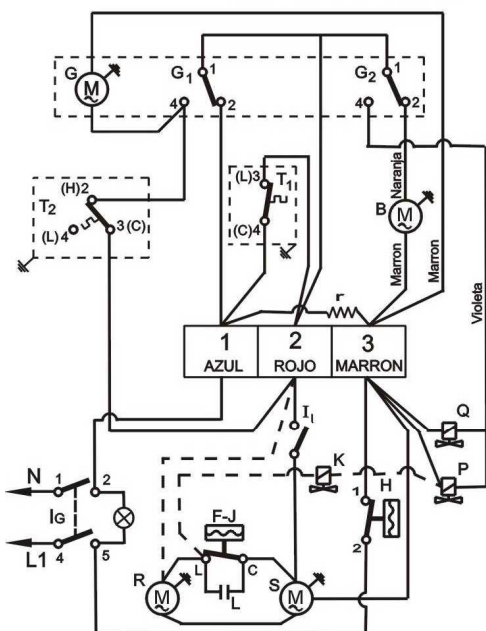 G M G1 1 G2 1
4 2 4 2
(H)2 (L)3 T1 Naranja
T2 B M
(L)4 3(C) (C)4 Marron Marron Violeta
r
1 2 3
AZUL ROJO MARRON
I1 Q
N 1 2 K P
IG F-J 1 H
L1 4 5 L C 2
R M L S M